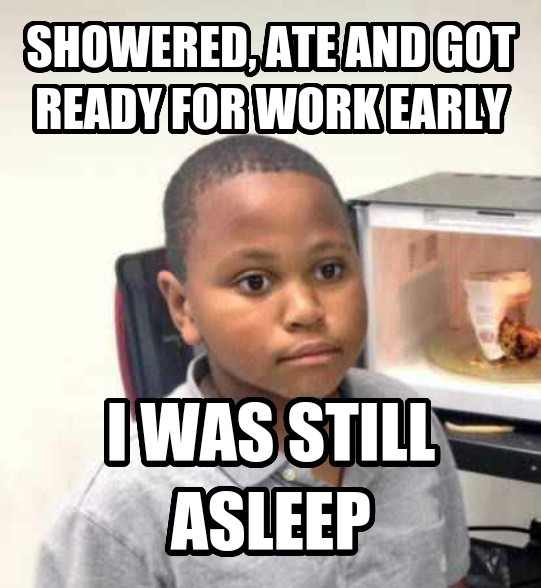 SHOWERED, ATE AND GOT
READY FOR WORK EARLY
I WAS STILL
ASLEEP